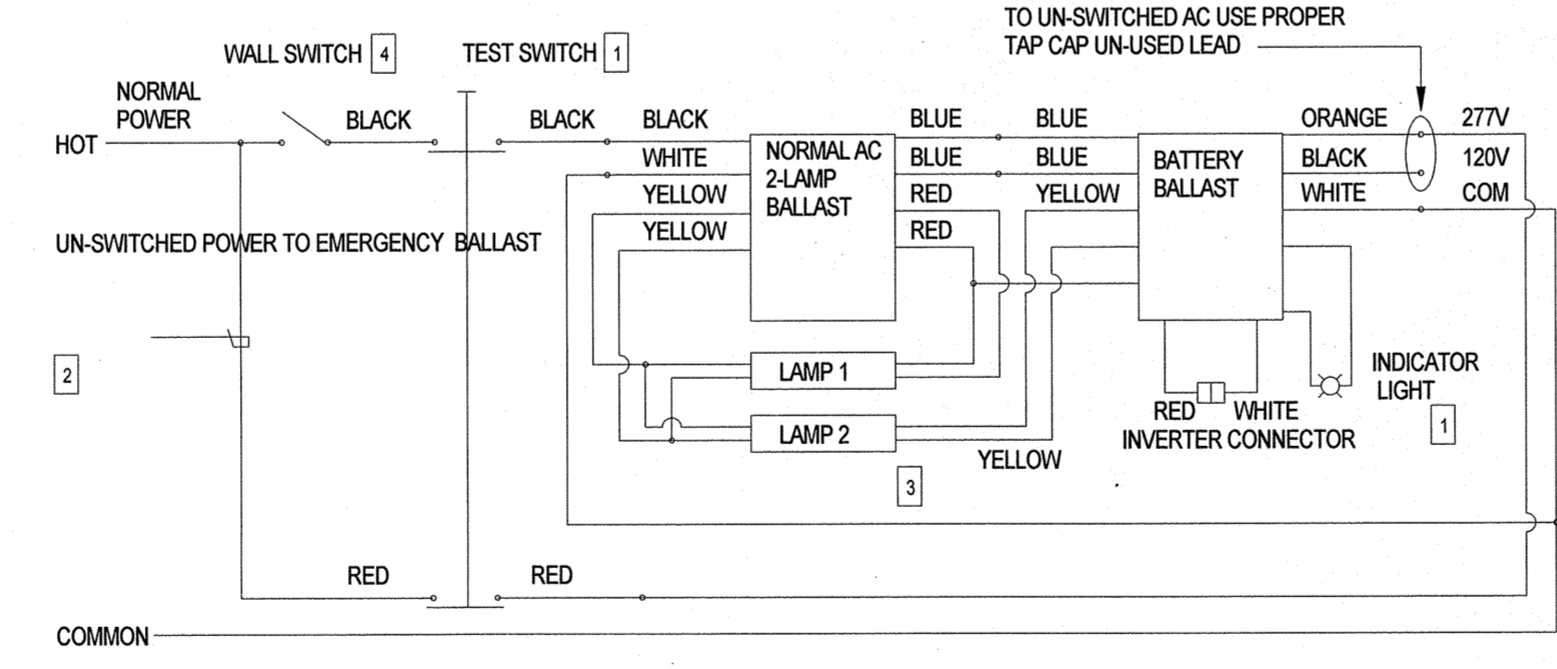 TO UN-SWITCHED AC USE PROPER
TAP CAP UN-USED LEAD
WALL SWITCH 4
TEST SWITCH 1
NORMAL
POWER
HOT
BLACK
BLACK
BLACK
WHITE
YELLOW
YELLOW
NORMAL AC
2-LAMP
BALLAST
BLUE
BLUE
RED
RED
BLUE
BLUE
YELLOW
BATTERY
BALLAST
ORANGE
277V
BLACK
120V
WHITE
COM
UN-SWITCHED POWER TO EMERGENCY BALLAST
2
LAMP 1
LAMP 2
3
YELLOW
RED
WHITE
INVERTER CONNECTOR
INDICATOR
LIGHT
1
RED
RED
COMMON